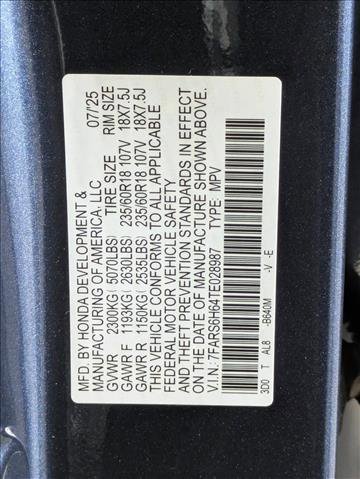 MFD. BY HONDA DEVELOPMENT & 07/25
MANUFACTURING OF AMERICA, LLC
TIRE SIZE RIM SIZE
GVWR 2300KG( 5070LBS)
GAWR F 1193KG( 2630LBS) 235/60R18 107V 18X7.5J
GAWR R 1150KG( 2535LBS) 235/60R18 107V 18X7.5J
THIS VEHICLE CONFORMS TO ALL APPLICABLE
FEDERAL MOTOR VEHICLE SAFETY
AND THEFT PREVENTION STANDARDS IN EFFECT
ON THE DATE OF MANUFACTURE SHOWN ABOVE.
V.I.N.: 7FARS6H64TE028987 TYPE: MPV
3D0 T AL8 -B640M -V -E